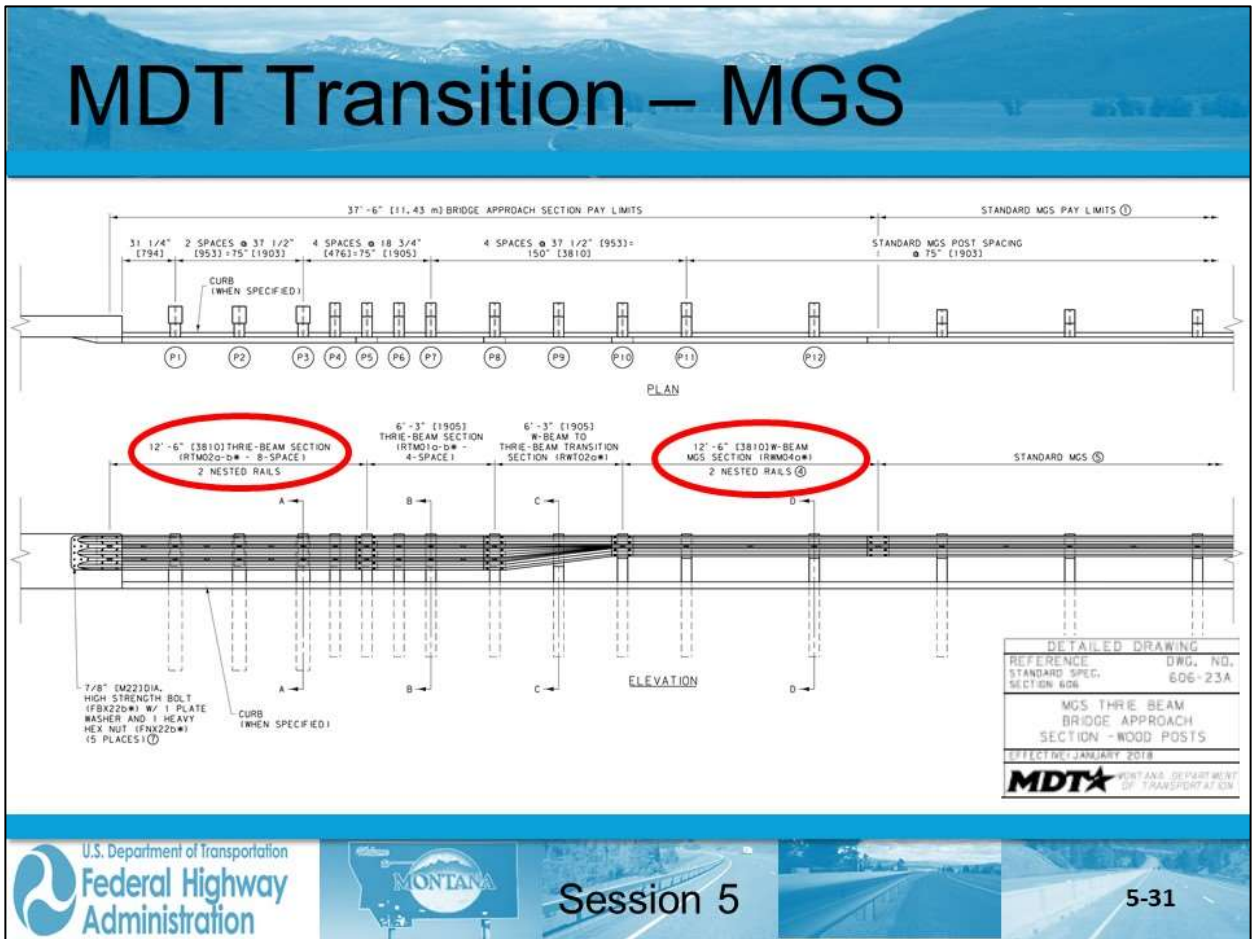 MDT Transition – MGS
37'-6" [11.43 m] BRIDGE APPROACH SECTION PAY LIMITS
STANDARD MGS PAY LIMITS ①
31 1/4"
[794]
2 SPACES @ 37 1/2"
[953] =75" [1903]
4 SPACES @ 18 3/4"
[476]=75" [1905]
4 SPACES @ 37 1/2" [953]=
150" [3810]
STANDARD MGS POST SPACING
@ 75" [1903]
CURB
(WHEN SPECIFIED)
P1 P2 P3 P4 P5 P6 P7 P8 P9 P10 P11 P12
PLAN
12'-6" [3810] THRIE-BEAM SECTION
(RTM02a-b* - 8-SPACE)
2 NESTED RAILS
6'-3" [1905]
THRIE-BEAM SECTION
(RTM01a-b* -
4-SPACE)
6'-3" [1905]
W-BEAM TO
THRIE-BEAM TRANSITION
SECTION (RWT02a*)
12'-6" [3810] W-BEAM
MGS SECTION (RWM04a*)
2 NESTED RAILS ④
STANDARD MGS ⑤
A B C D
A B C D
7/8" [M22] DIA.
HIGH STRENGTH BOLT
(FBX22b*) W/ 1 PLATE
WASHER AND 1 HEAVY
HEX NUT (FNX22b*)
(5 PLACES) ⑦
CURB
(WHEN SPECIFIED)
ELEVATION
DETAILED DRAWING
REFERENCE
STANDARD SPEC.
SECTION 606
DWG. NO.
606-23A
MGS THRIE BEAM
BRIDGE APPROACH
SECTION -WOOD POSTS
EFFECTIVE: JANUARY 2018
MDT MONTANA DEPARTMENT
OF TRANSPORTATION
U.S. Department of Transportation
Federal Highway
Administration
MONTANA
Session 5
5-31